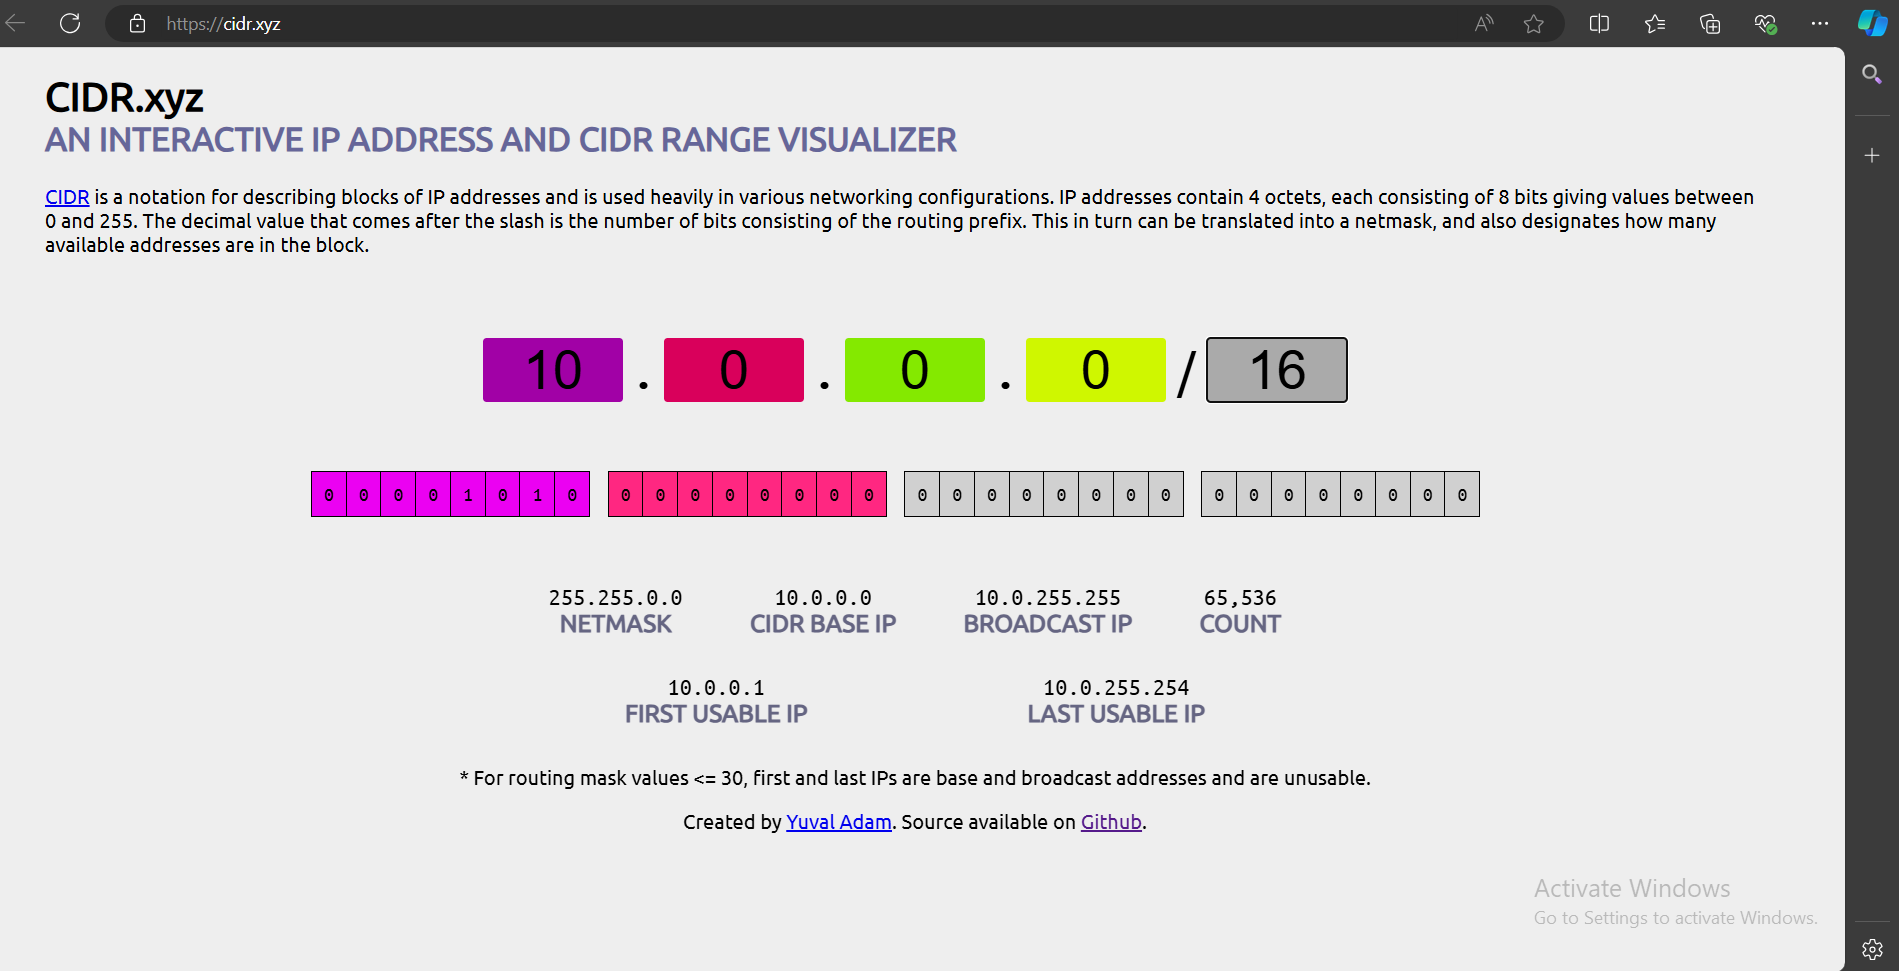 https://cidr.xyz
CIDR.xyz
AN INTERACTIVE IP ADDRESS AND CIDR RANGE VISUALIZER
CIDR is a notation for describing blocks of IP addresses and is used heavily in various networking configurations. IP addresses contain 4 octets, each consisting of 8 bits giving values between
0 and 255. The decimal value that comes after the slash is the number of bits consisting of the routing prefix. This in turn can be translated into a netmask, and also designates how many
available addresses are in the block.
10 . 0 . 0 . 0 / 16
0 0 0 0 1 0 1 0 0 0 0 0 0 0 0 0 0 0 0 0 0 0 0 0 0 0 0 0 0 0 0 0
255.255.0.0 10.0.0.0 10.0.255.255 65,536
NETMASK CIDR BASE IP BROADCAST IP COUNT
10.0.0.1 10.0.255.254
FIRST USABLE IP LAST USABLE IP
* For routing mask values <= 30, first and last IPs are base and broadcast addresses and are unusable.
Created by Yuval Adam. Source available on Github.
Activate Windows
Go to Settings to activate Windows.